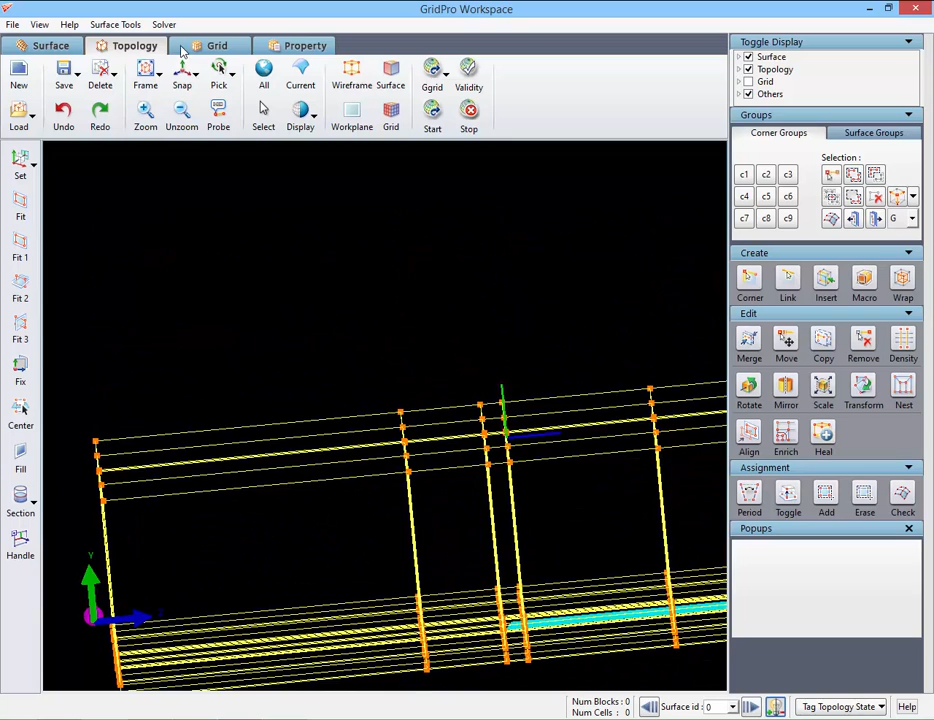 GridPro Workspace
File View Help Surface Tools Solver
Surface Topology Grid Property
New Save Delete Frame Snap Pick All Current Wireframe Surface Ggrid Validity
Load Undo Redo Zoom Unzoom Probe Select Display Workplane Grid Start Stop
Set
Fit
Fit 1
Fit 2
Fit 3
Fix
Center
Fill
Section
Handle
Y
Z
Toggle Display
Surface
Topology
Grid
Others
Groups
Corner Groups Surface Groups
Selection :
c1 c2 c3
c4 c5 c6
c7 c8 c9 G
Create
Corner Link Insert Macro Wrap
Edit
Merge Move Copy Remove Density
Rotate Mirror Scale Transform Nest
Align Enrich Heal
Assignment
Period Toggle Add Erase Check
Popups
Num Blocks: 0
Num Cells : 0
Surface id: 0 Tag Topology State Help